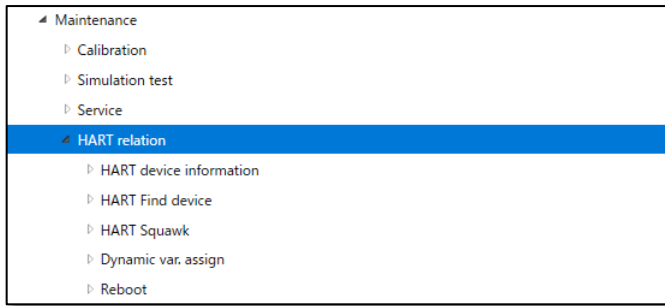 Maintenance
Calibration
Simulation test
Service
HART relation
HART device information
HART Find device
HART Squawk
Dynamic var. assign
Reboot